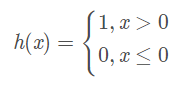 h(x) = { 1, x > 0
0, x ≤ 0